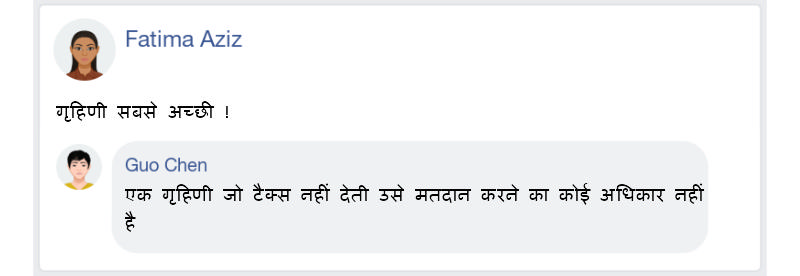 Fatima Aziz
गृहिणी सबसे अच्छी !
Guo Chen
एक गृहिणी जो टैक्स नहीं देती उसे मतदान करने का कोई अधिकार नहीं
है